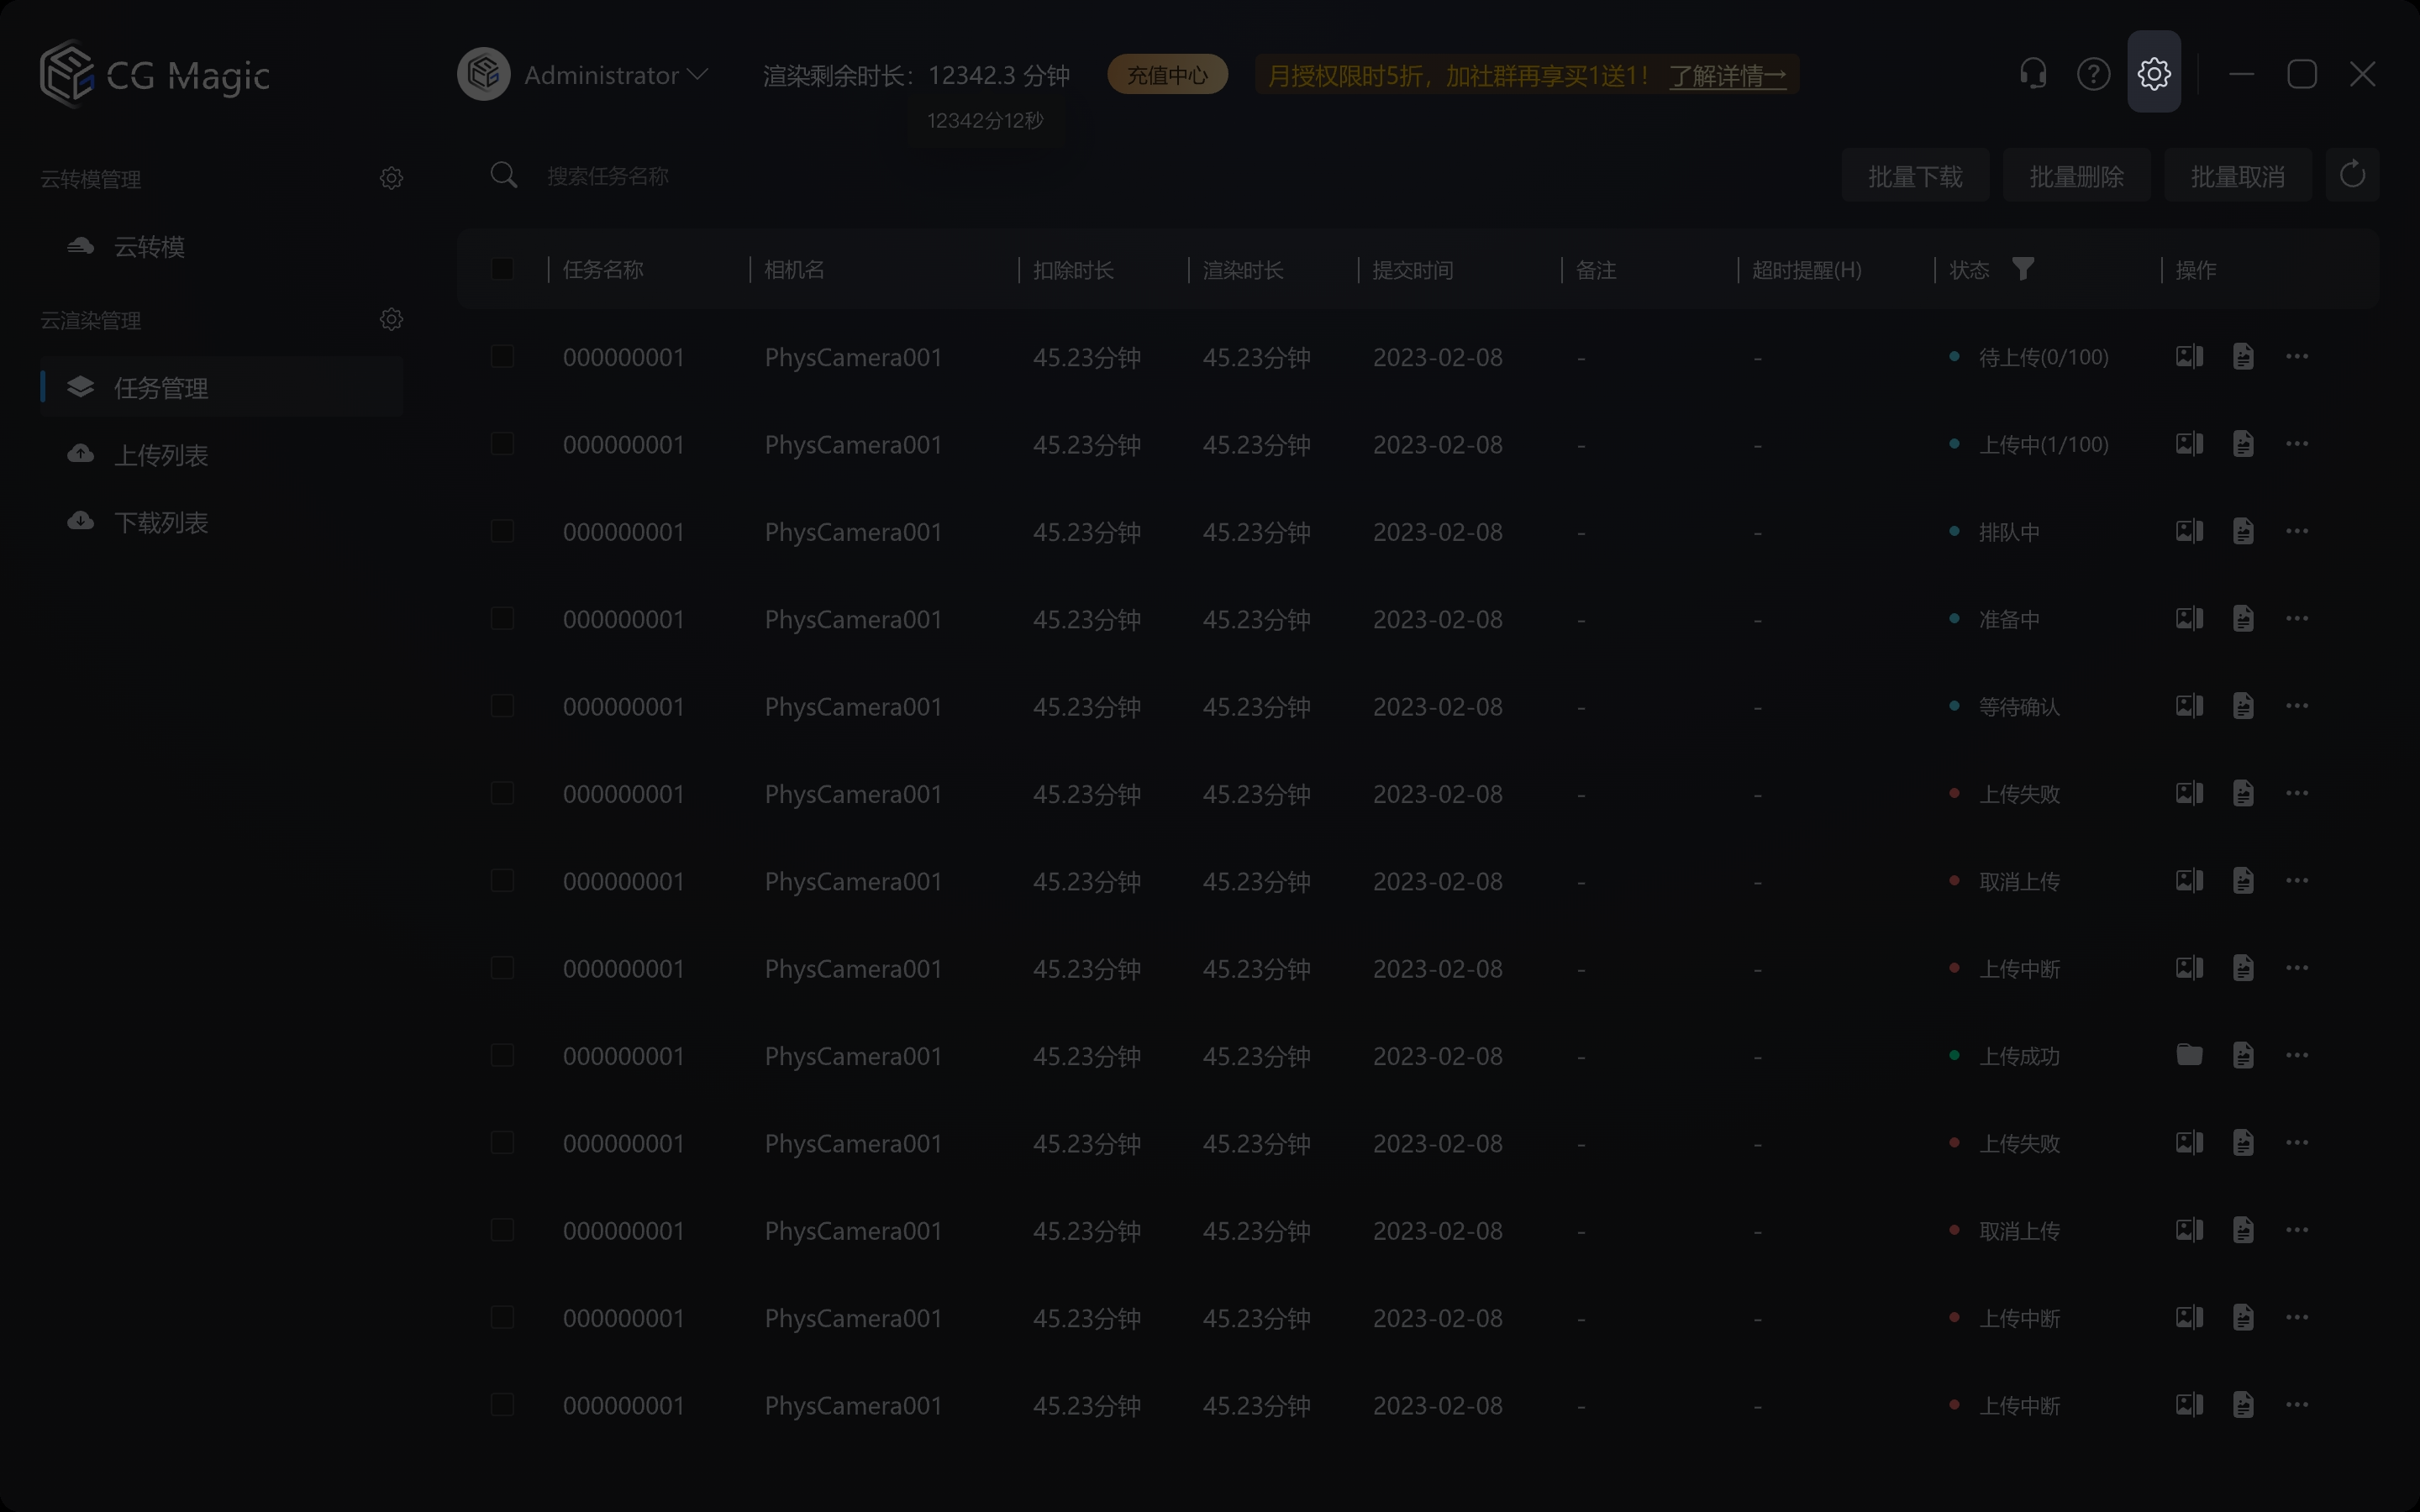 CG Magic
Administrator 渲染剩余时长：12342.3 分钟 充值中心 月授权限时5折，加社群再享买1送1！ 了解详情→
12342分12秒
云转模管理
搜索任务名称 批量下载 批量删除 批量取消
云转模
云渲染管理
任务管理
上传列表
下载列表
任务名称 相机名 扣除时长 渲染时长 提交时间 备注 超时提醒(H) 状态 操作
000000001 PhysCamera001 45.23分钟 45.23分钟 2023-02-08 - - 待上传(0/100)
000000001 PhysCamera001 45.23分钟 45.23分钟 2023-02-08 - - 上传中(1/100)
000000001 PhysCamera001 45.23分钟 45.23分钟 2023-02-08 - - 排队中
000000001 PhysCamera001 45.23分钟 45.23分钟 2023-02-08 - - 准备中
000000001 PhysCamera001 45.23分钟 45.23分钟 2023-02-08 - - 等待确认
000000001 PhysCamera001 45.23分钟 45.23分钟 2023-02-08 - - 上传失败
000000001 PhysCamera001 45.23分钟 45.23分钟 2023-02-08 - - 取消上传
000000001 PhysCamera001 45.23分钟 45.23分钟 2023-02-08 - - 上传中断
000000001 PhysCamera001 45.23分钟 45.23分钟 2023-02-08 - - 上传成功
000000001 PhysCamera001 45.23分钟 45.23分钟 2023-02-08 - - 上传失败
000000001 PhysCamera001 45.23分钟 45.23分钟 2023-02-08 - - 取消上传
000000001 PhysCamera001 45.23分钟 45.23分钟 2023-02-08 - - 上传中断
000000001 PhysCamera001 45.23分钟 45.23分钟 2023-02-08 - - 上传中断